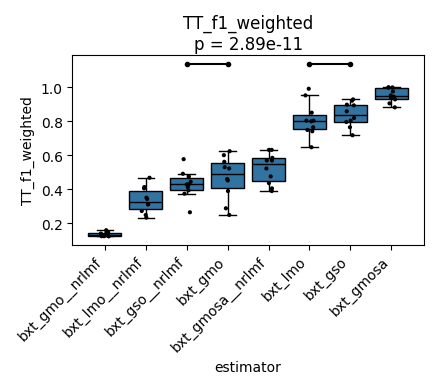 TT_f1_weighted
p = 2.89e-11
TT_f1_weighted
1.0
0.8
0.6
0.4
0.2
bxt_gmo__nrlmf
bxt_lmo__nrlmf
bxt_gso__nrlmf
bxt_gmo
bxt_gmosa__nrlmf
bxt_lmo
bxt_gso
bxt_gmosa
estimator